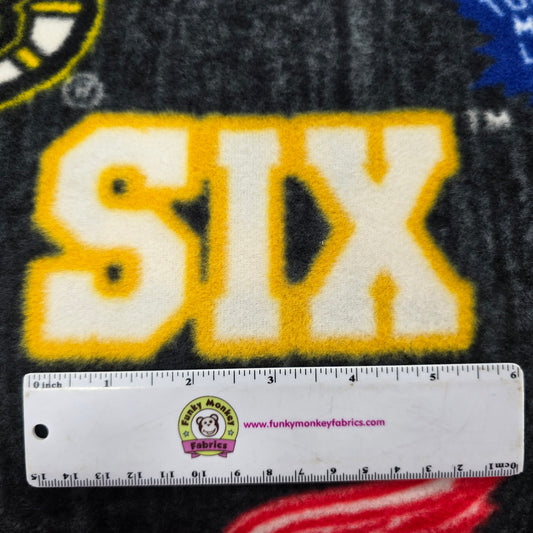 ®
TM
SIX
0 inch 1 2 3 4 5 6
Funky Monkey
Fabrics
www.funkymonkeyfabrics.com
15 14 13 12 11 10 9 8 7 6 5 4 3 2 1 0cm